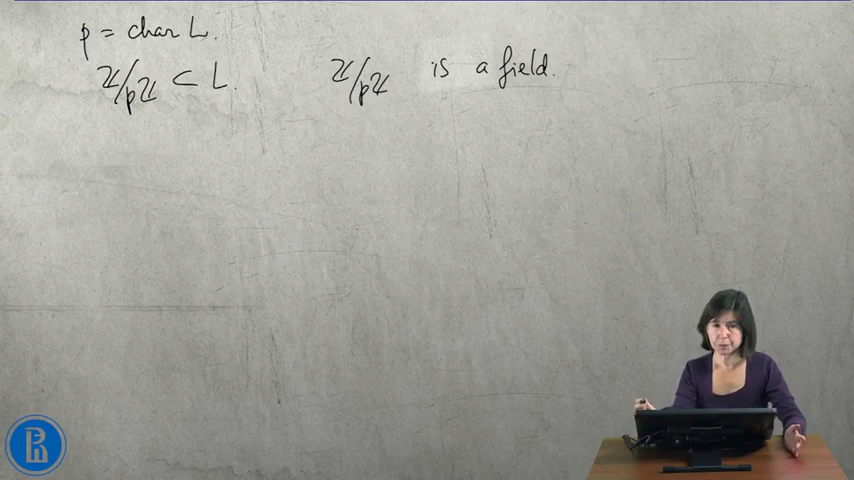 p = char L.
ℤ/pℤ ⊂ L. ℤ/pℤ is a field.